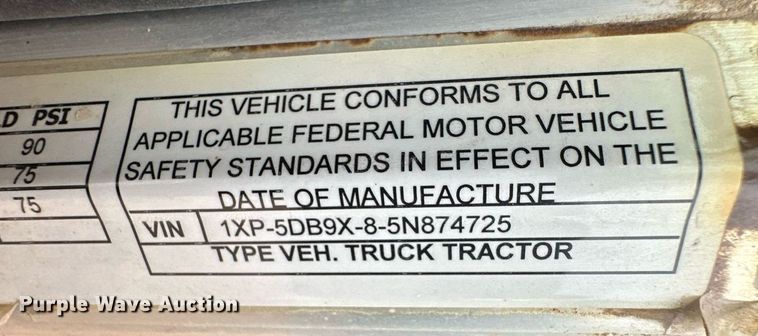 LD PSI
90
75
75
THIS VEHICLE CONFORMS TO ALL
APPLICABLE FEDERAL MOTOR VEHICLE
SAFETY STANDARDS IN EFFECT ON THE
DATE OF MANUFACTURE
VIN 1XP-5DB9X-8-5N874725
TYPE VEH. TRUCK TRACTOR
Purple Wave Auction